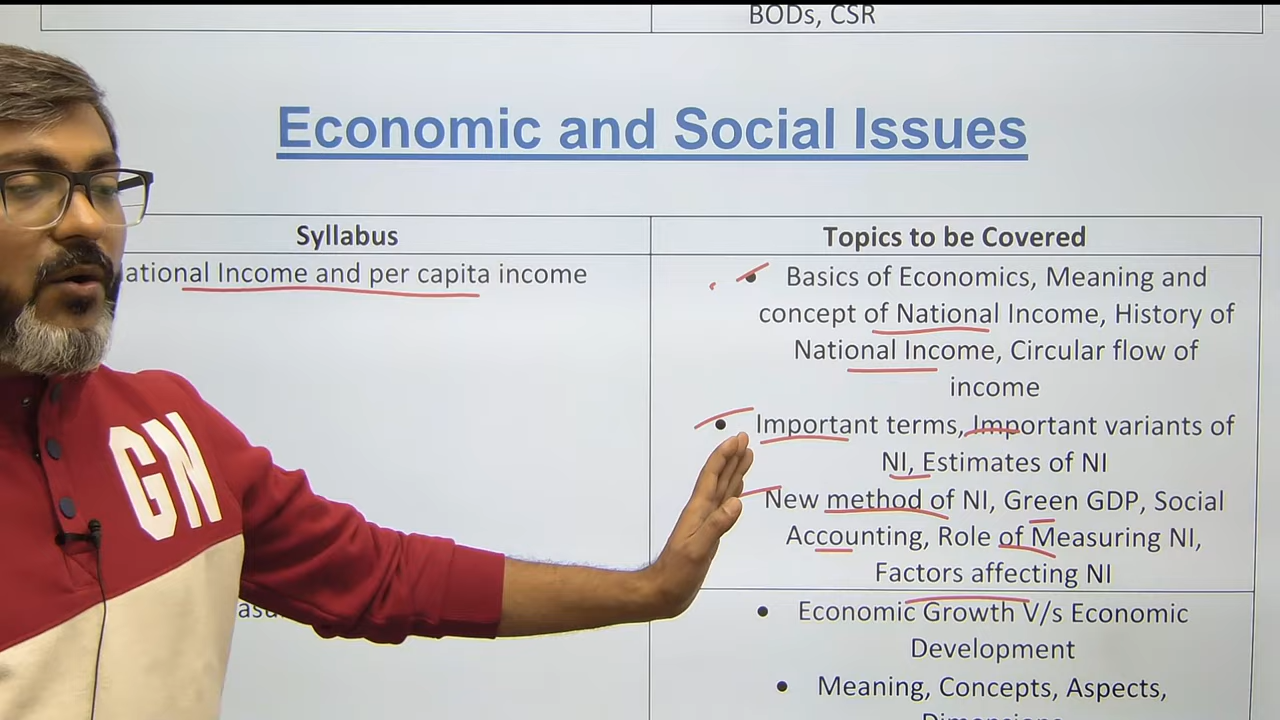 BODs, CSR
Economic and Social Issues
Syllabus
Topics to be Covered
ational Income and per capita income
Basics of Economics, Meaning and
concept of National Income, History of
National Income, Circular flow of
income
Important terms, Important variants of
NI, Estimates of NI
New method of NI, Green GDP, Social
Accounting, Role of Measuring NI,
Factors affecting NI
Economic Growth V/s Economic
Development
Meaning, Concepts, Aspects,
GN